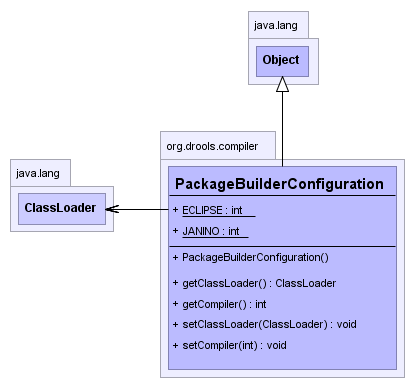 java.lang
Object
org.drools.compiler
java.lang
ClassLoader
PackageBuilderConfiguration
+ ECLIPSE : int
+ JANINO : int
+ PackageBuilderConfiguration()
+ getClassLoader() : ClassLoader
+ getCompiler() : int
+ setClassLoader(ClassLoader) : void
+ setCompiler(int) : void